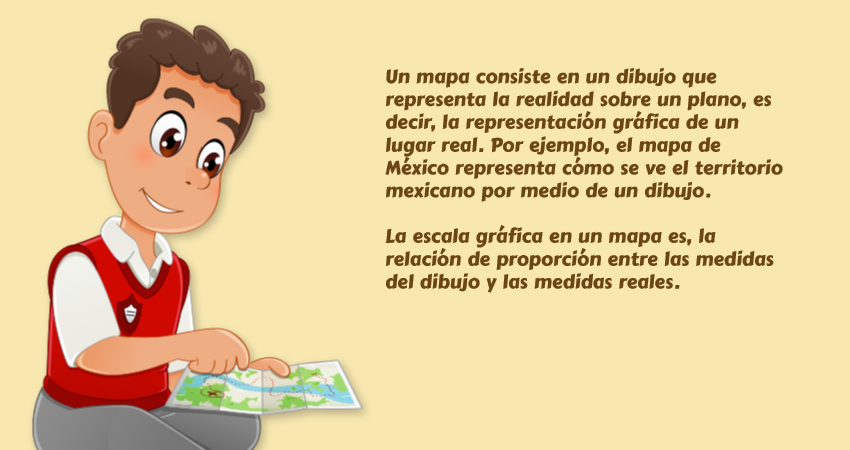 Un mapa consiste en un dibujo que
representa la realidad sobre un plano, es
decir, la representación gráfica de un
lugar real. Por ejemplo, el mapa de
México representa cómo se ve el territorio
mexicano por medio de un dibujo.
La escala gráfica en un mapa es, la
relación de proporción entre las medidas
del dibujo y las medidas reales.